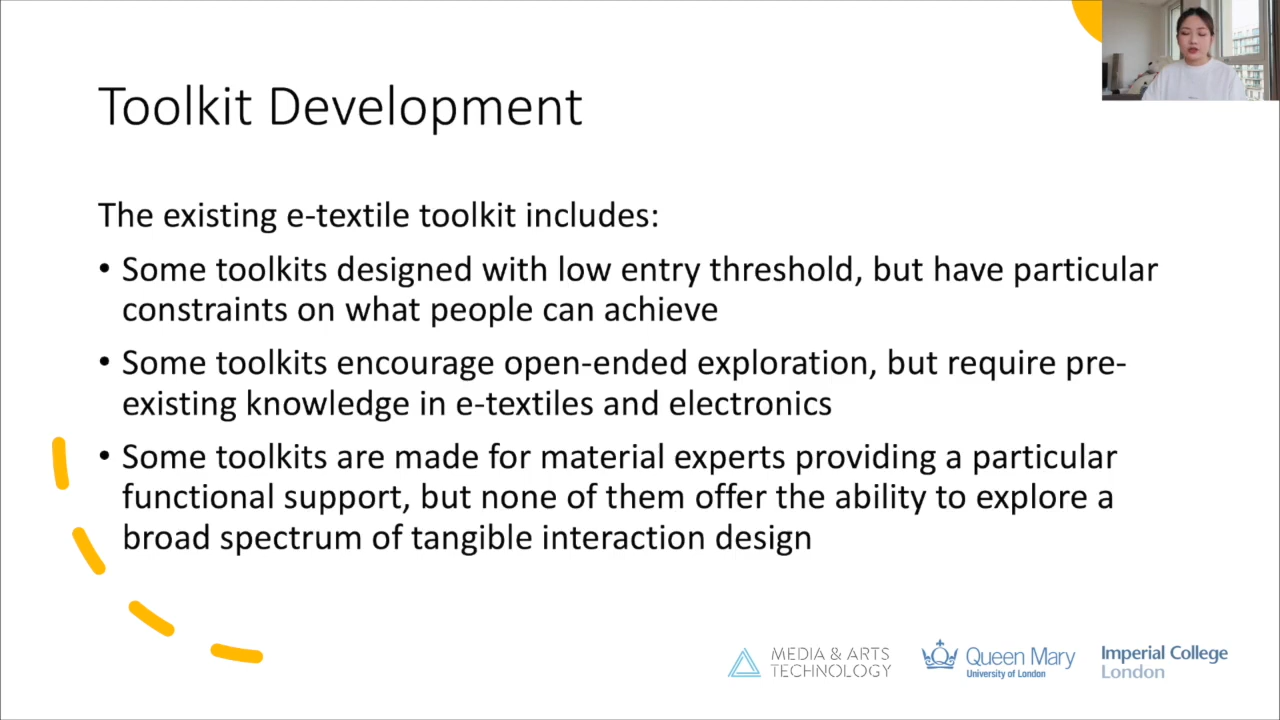 Toolkit Development
The existing e-textile toolkit includes:
• Some toolkits designed with low entry threshold, but have particular
constraints on what people can achieve
• Some toolkits encourage open-ended exploration, but require pre-
existing knowledge in e-textiles and electronics
• Some toolkits are made for material experts providing a particular
functional support, but none of them offer the ability to explore a
broad spectrum of tangible interaction design
MEDIA & ARTS
TECHNOLOGY
Queen Mary
University of London
Imperial College
London